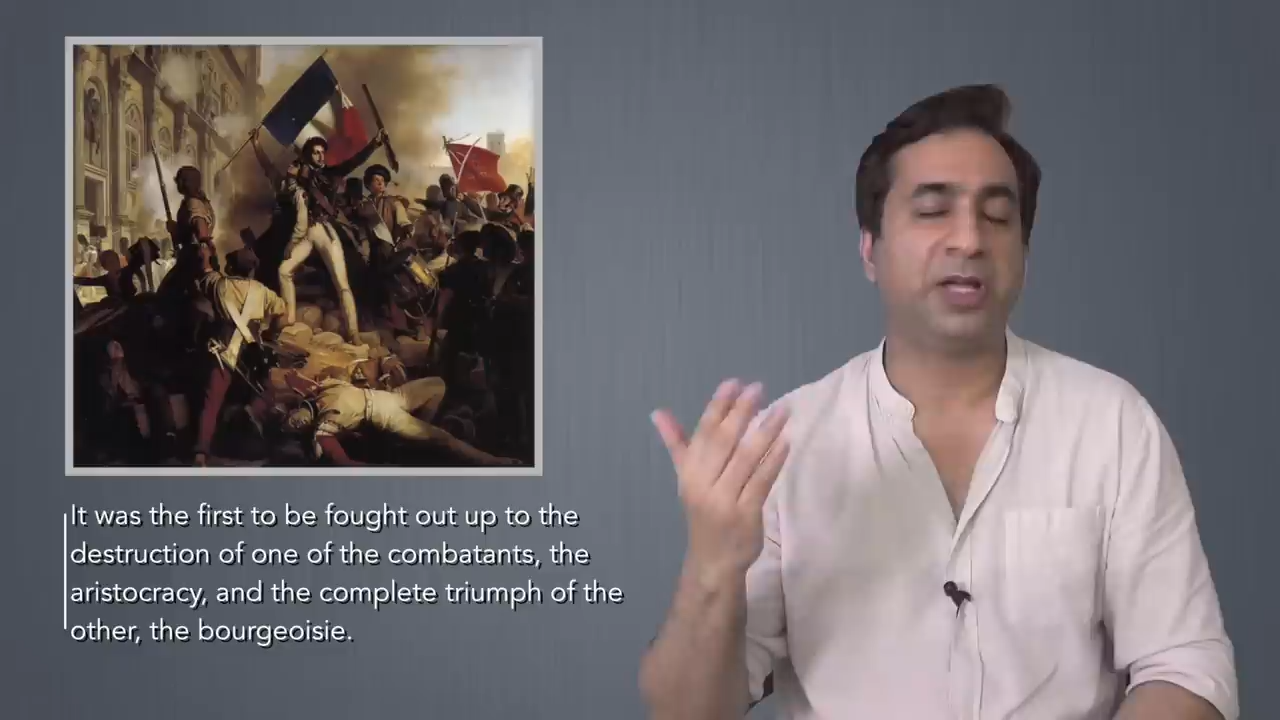 It was the first to be fought out up to the
destruction of one of the combatants, the
aristocracy, and the complete triumph of the
other, the bourgeoisie.